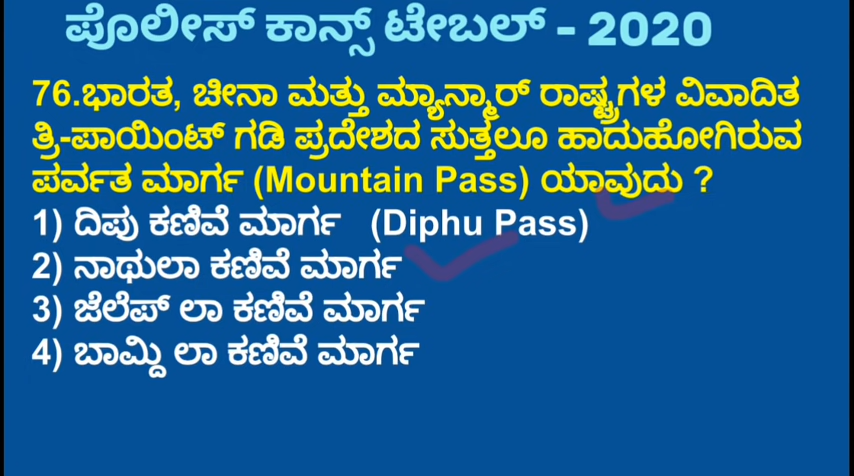 ಪೊಲೀಸ್ ಕಾನ್ಸ್ ಟೇಬಲ್ - 2020
76.ಭಾರತ, ಚೀನಾ ಮತ್ತು ಮ್ಯಾನ್ಮಾರ್ ರಾಷ್ಟ್ರಗಳ ವಿವಾದಿತ
ತ್ರಿ-ಪಾಯಿಂಟ್ ಗಡಿ ಪ್ರದೇಶದ ಸುತ್ತಲೂ ಹಾದುಹೋಗಿರುವ
ಪರ್ವತ ಮಾರ್ಗ (Mountain Pass) ಯಾವುದು ?
1) ದಿಪು ಕಣಿವೆ ಮಾರ್ಗ (Diphu Pass)
2) ನಾಥುಲಾ ಕಣಿವೆ ಮಾರ್ಗ
3) ಜೆಲೆಪ್ ಲಾ ಕಣಿವೆ ಮಾರ್ಗ
4) ಬಾಮ್ದಿ ಲಾ ಕಣಿವೆ ಮಾರ್ಗ